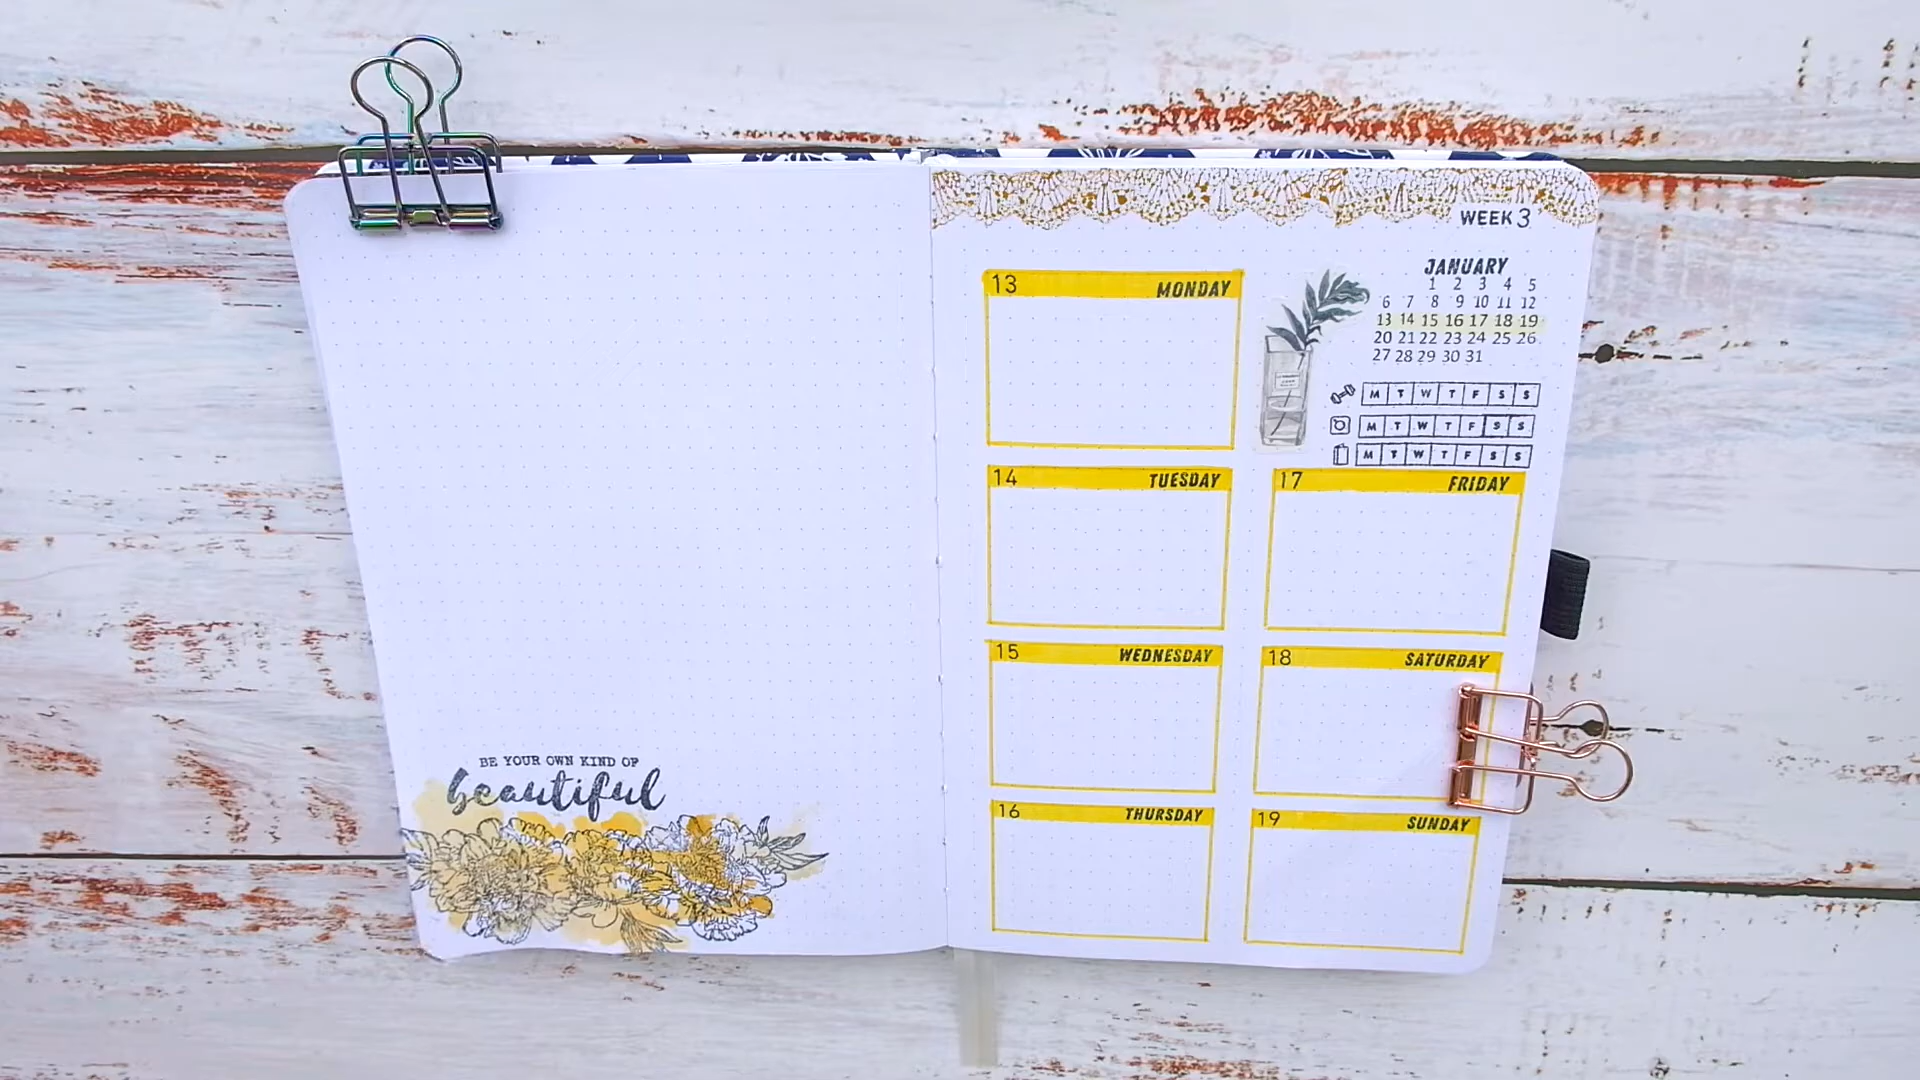 BE YOUR OWN KIND OF
beautiful
WEEK 3
JANUARY
1 2 3 4 5
6 7 8 9 10 11 12
13 14 15 16 17 18 19
20 21 22 23 24 25 26
27 28 29 30 31
M T W T F S S
M T W T F S S
M T W T F S S
13 MONDAY
14 TUESDAY
15 WEDNESDAY
16 THURSDAY
17 FRIDAY
18 SATURDAY
19 SUNDAY